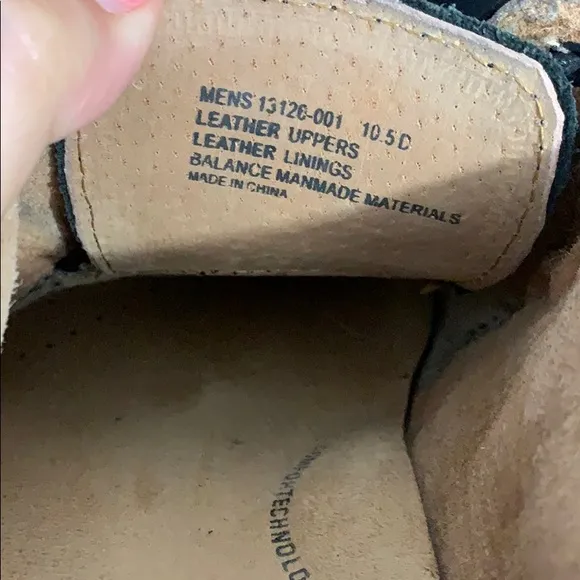 MENS 13126-001 10.5 D
LEATHER UPPERS
LEATHER LININGS
BALANCE MANMADE MATERIALS
MADE IN CHINA